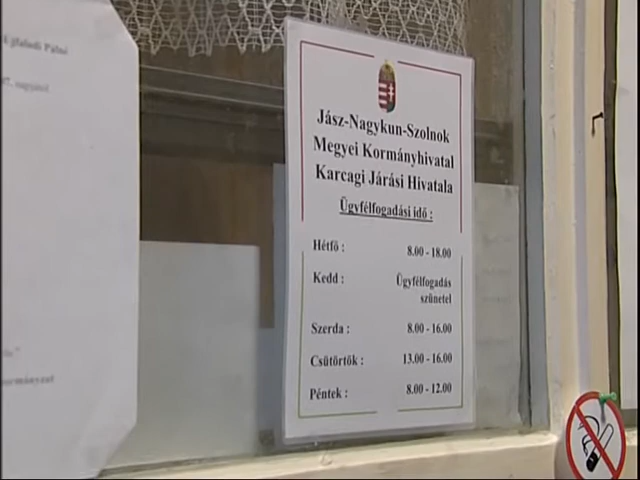 Jász-Nagykun-Szolnok
Megyei Kormányhivatal
Karcagi Járási Hivatala
Ügyfélfogadási idő :
Hétfő : 8.00 - 18.00
Kedd : Ügyfélfogadás
szünetel
Szerda : 8.00 - 16.00
Csütörtök : 13.00 - 16.00
Péntek : 8.00 - 12.00